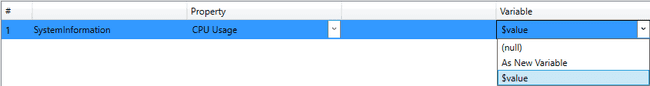 # Property Variable
1 SystemInformation CPU Usage $value
(null)
As New Variable
$value